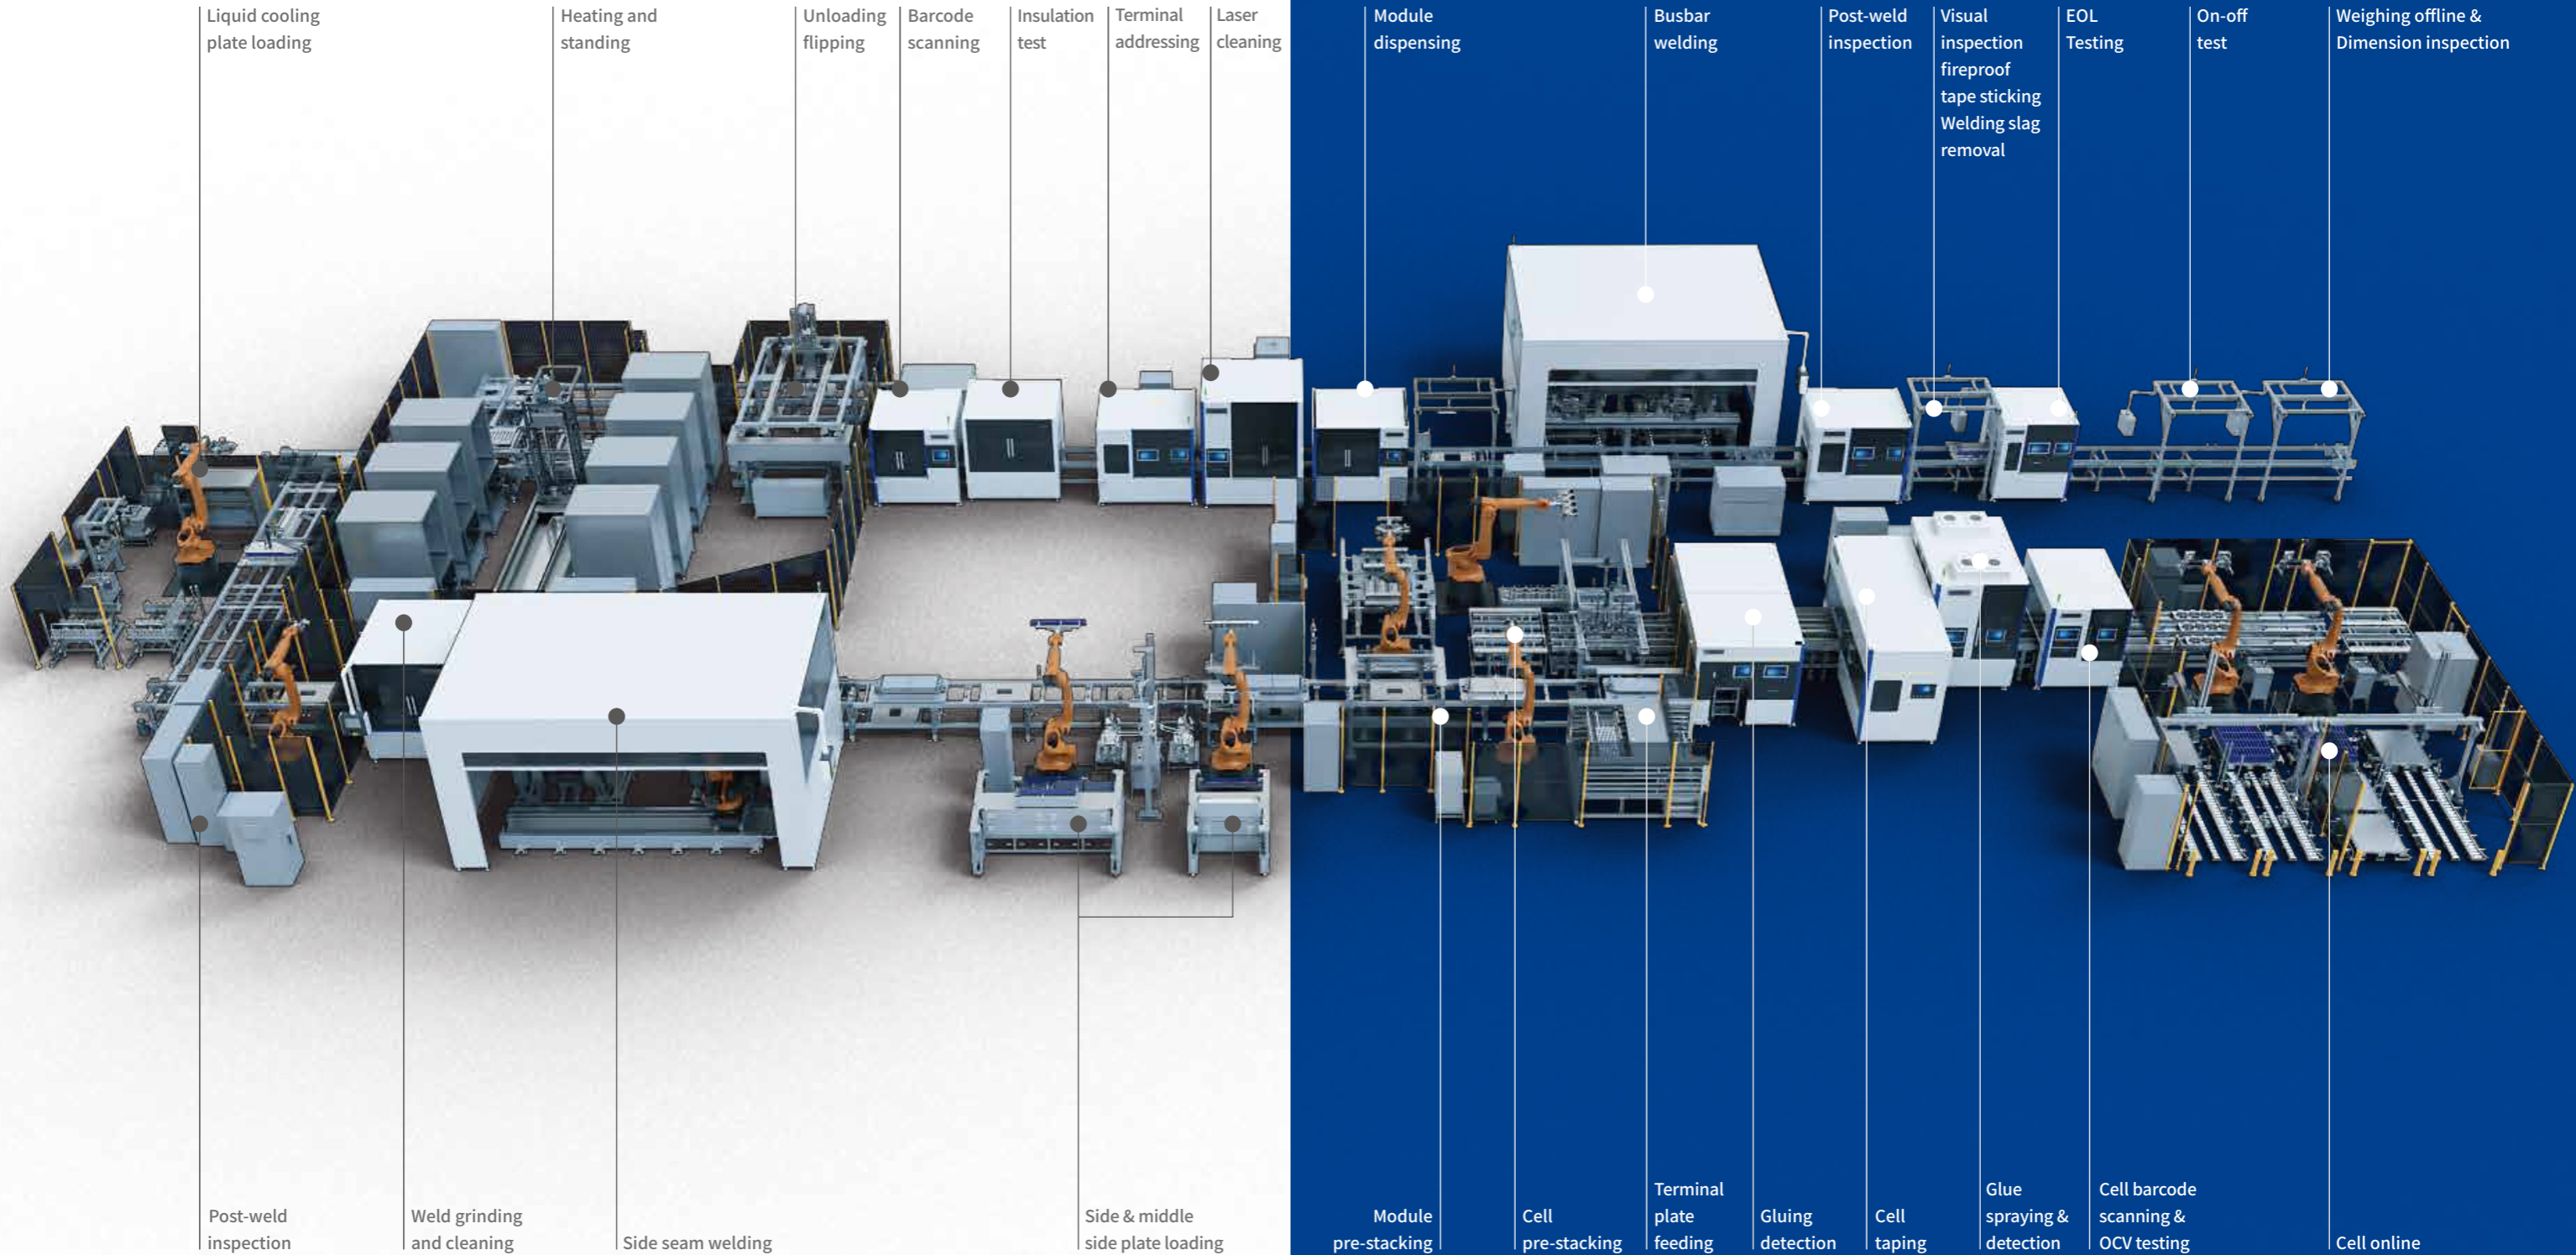 Liquid cooling
plate loading
Heating and
standing
Unloading
flipping
Barcode
scanning
Insulation
test
Terminal
addressing
Laser
cleaning
Module
dispensing
Busbar
welding
Post-weld
inspection
Visual
inspection
fireproof
tape sticking
Welding slag
removal
EOL
Testing
On-off
test
Weighing offline &
Dimension inspection
Post-weld
inspection
Weld grinding
and cleaning
Side seam welding
Side & middle
side plate loading
Module
pre-stacking
Cell
pre-stacking
Terminal
plate
feeding
Gluing
detection
Cell
taping
Glue
spraying &
detection
Cell barcode
scanning &
OCV testing
Cell online